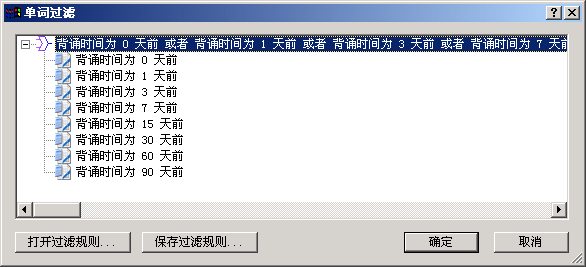 单词过滤
背诵时间为 0 天前 或者 背诵时间为 1 天前 或者 背诵时间为 3 天前 或者 背诵时间为 7 天前
背诵时间为 0 天前
背诵时间为 1 天前
背诵时间为 3 天前
背诵时间为 7 天前
背诵时间为 15 天前
背诵时间为 30 天前
背诵时间为 60 天前
背诵时间为 90 天前
打开过滤规则... 保存过滤规则... 确定 取消